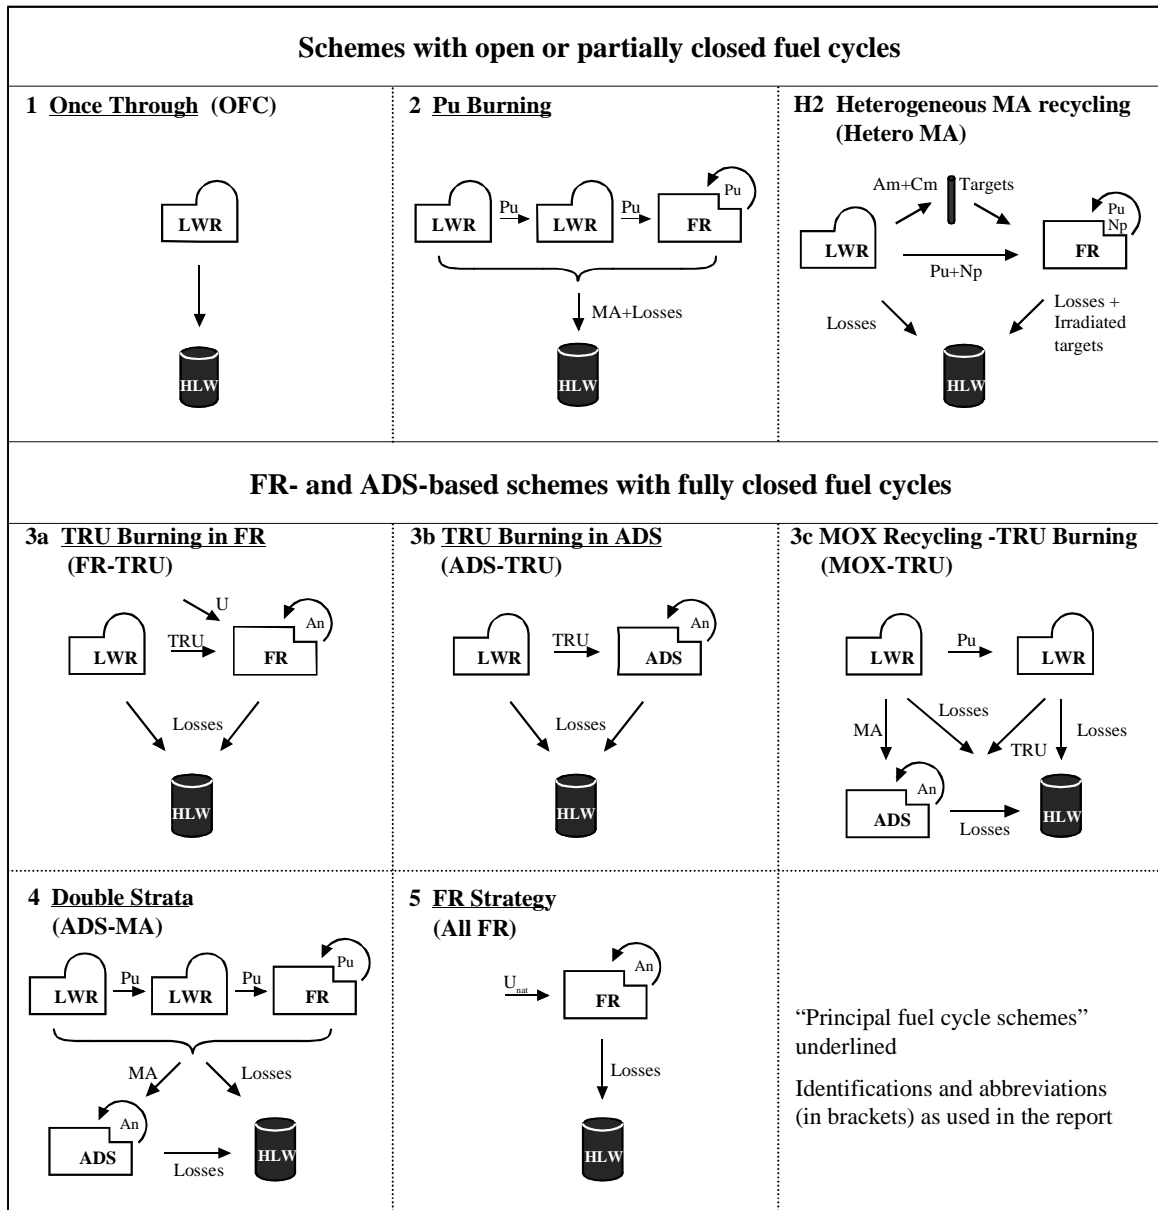 Schemes with open or partially closed fuel cycles
1 Once Through (OFC)
LWR
HLW
2 Pu Burning
Pu
Pu
Pu
LWR
LWR
FR
MA+Losses
HLW
H2 Heterogeneous MA recycling
(Hetero MA)
Am+Cm
Targets
Pu
Np
LWR
FR
Pu+Np
Losses
Losses +
Irradiated
targets
HLW
FR- and ADS-based schemes with fully closed fuel cycles
3a TRU Burning in FR
(FR-TRU)
U
An
TRU
LWR
FR
Losses
HLW
3b TRU Burning in ADS
(ADS-TRU)
An
TRU
LWR
ADS
Losses
HLW
3c MOX Recycling -TRU Burning
(MOX-TRU)
LWR
Pu
LWR
Losses
MA
Losses
TRU
An
ADS
Losses
HLW
4 Double Strata
(ADS-MA)
Pu
Pu
Pu
LWR
LWR
FR
MA
Losses
An
ADS
Losses
HLW
5 FR Strategy
(All FR)
An
Unat
FR
Losses
HLW
“Principal fuel cycle schemes”
underlined
Identifications and abbreviations
(in brackets) as used in the report